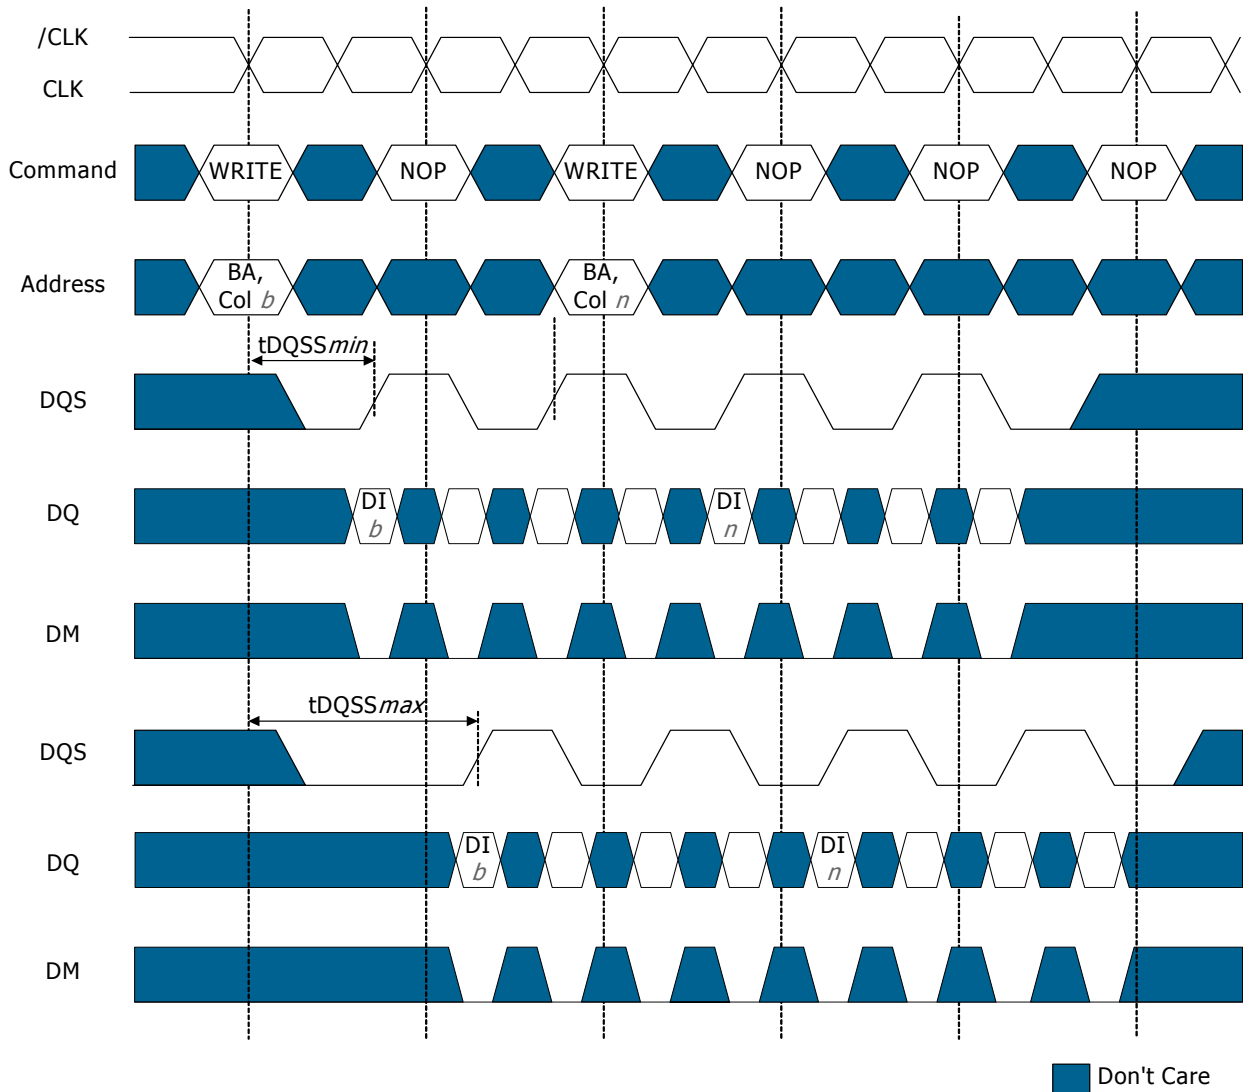 /CLK
CLK
Command
WRITE NOP WRITE NOP NOP NOP
Address
BA, BA,
Col b Col n
tDQSSmin
DQS
DQ
DI DI
b n
DM
tDQSSmax
DQS
DQ
DI DI
b n
DM
Don't Care